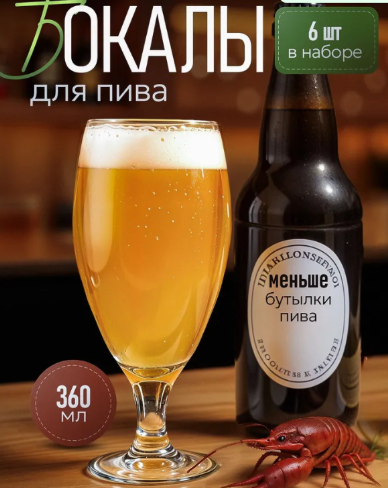 БОКАЛЫ
для пива
6 шт
в наборе
меньше
бутылки
пива
360
мл